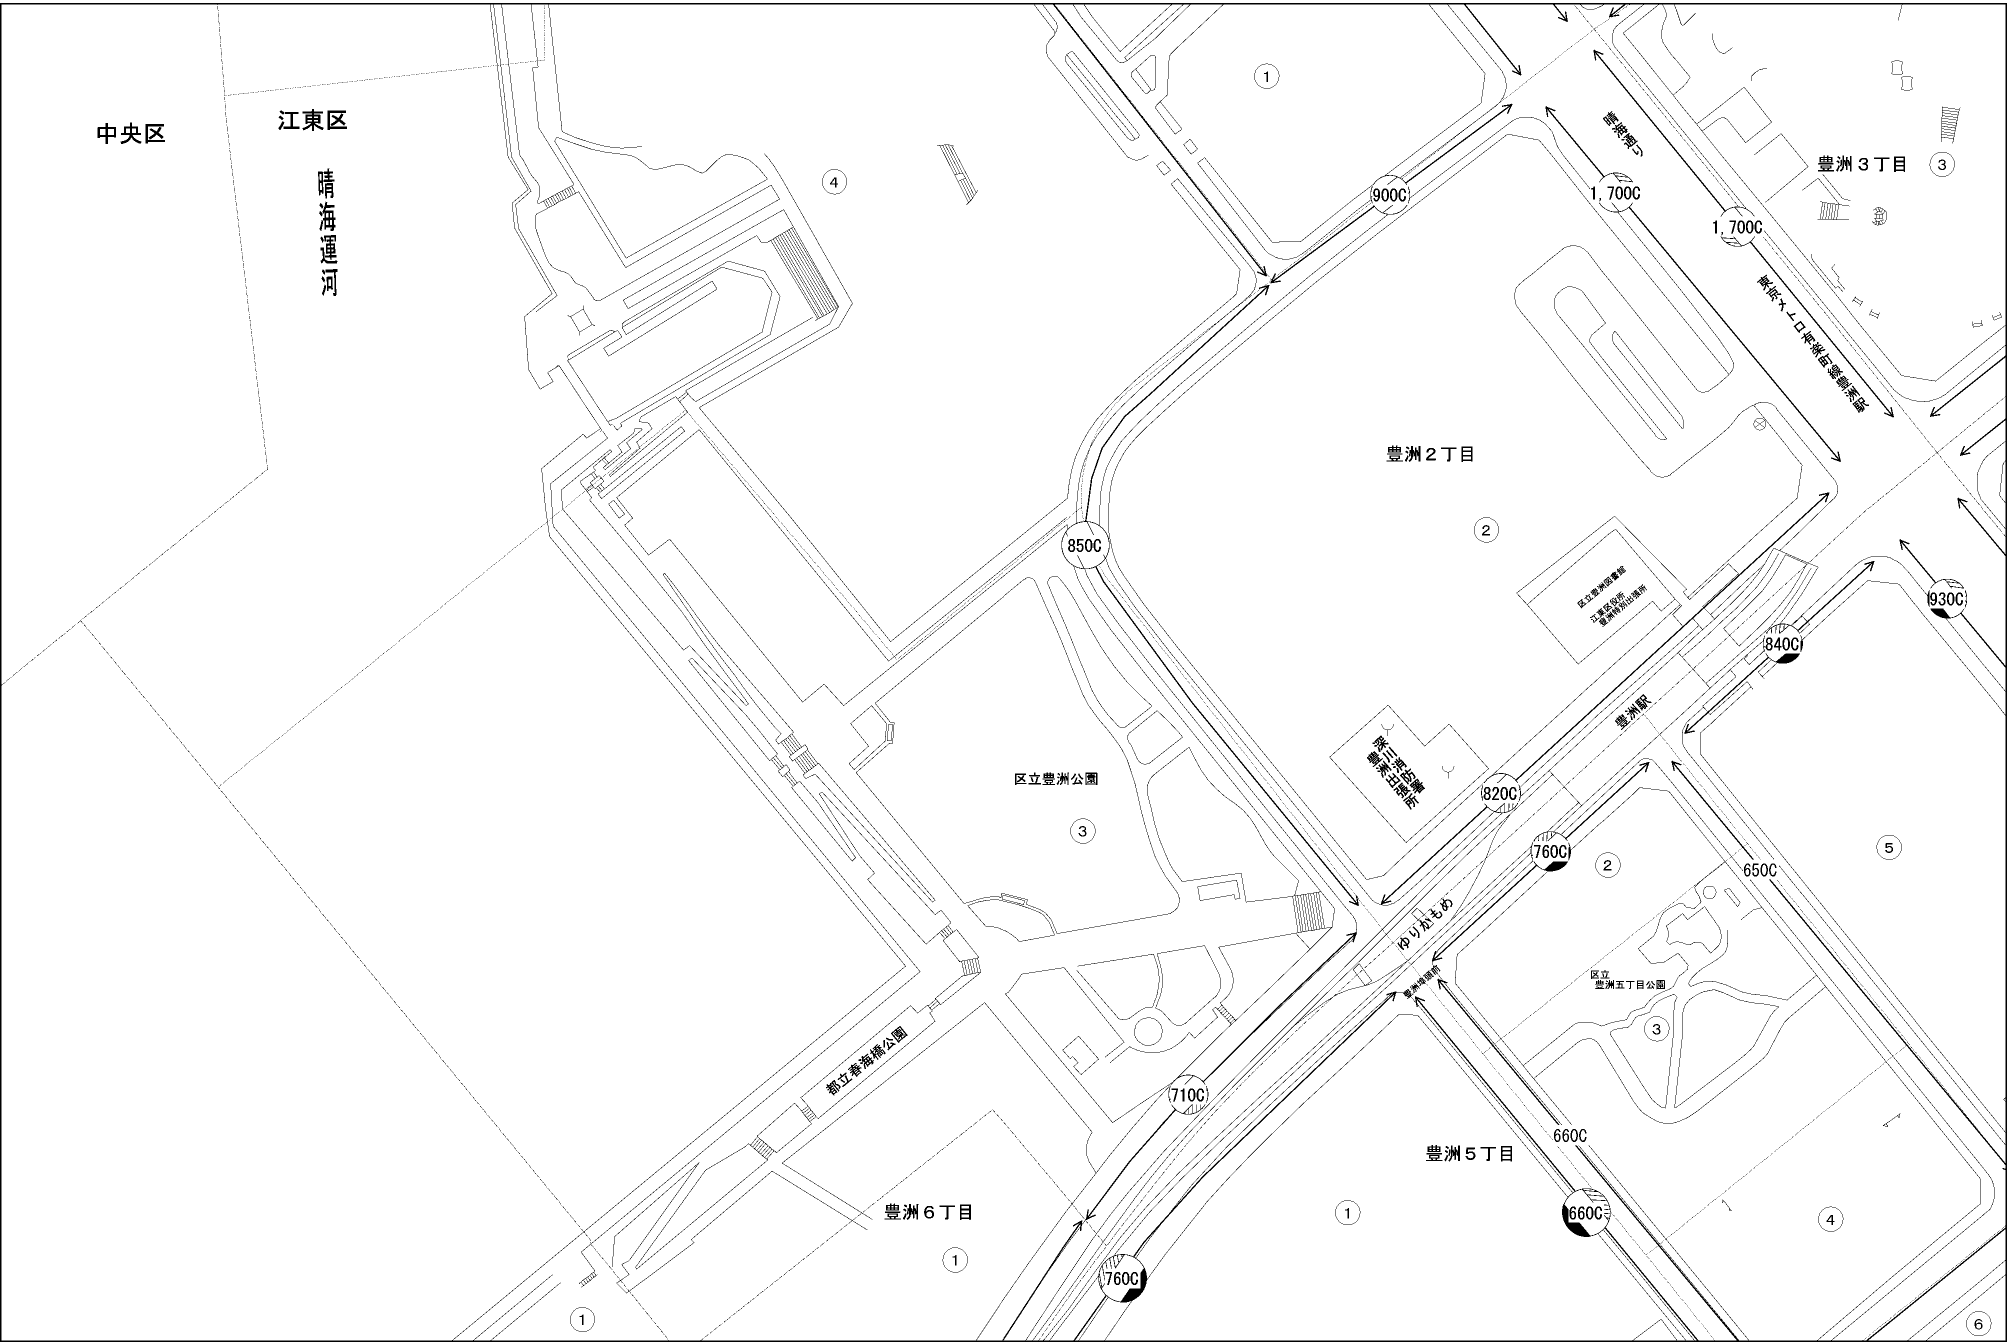 中央区
江東区
晴海運河
④
①
900C
晴海通り
1,700C
1,700C
豊洲3丁目
③
東京メトロ有楽町線豊洲駅
豊洲2丁目
850C
②
区立豊洲図書館
江東区役所
豊洲特別出張所
930C
840C
豊洲駅
深川消防署
豊洲出張所
区立豊洲公園
③
820C
760C
②
650C
⑤
ゆりかもめ
豊洲埠頭前
区立
豊洲五丁目公園
③
都立春海橋公園
710C
660C
豊洲5丁目
豊洲6丁目
①
①
660C
④
760C
①
⑥